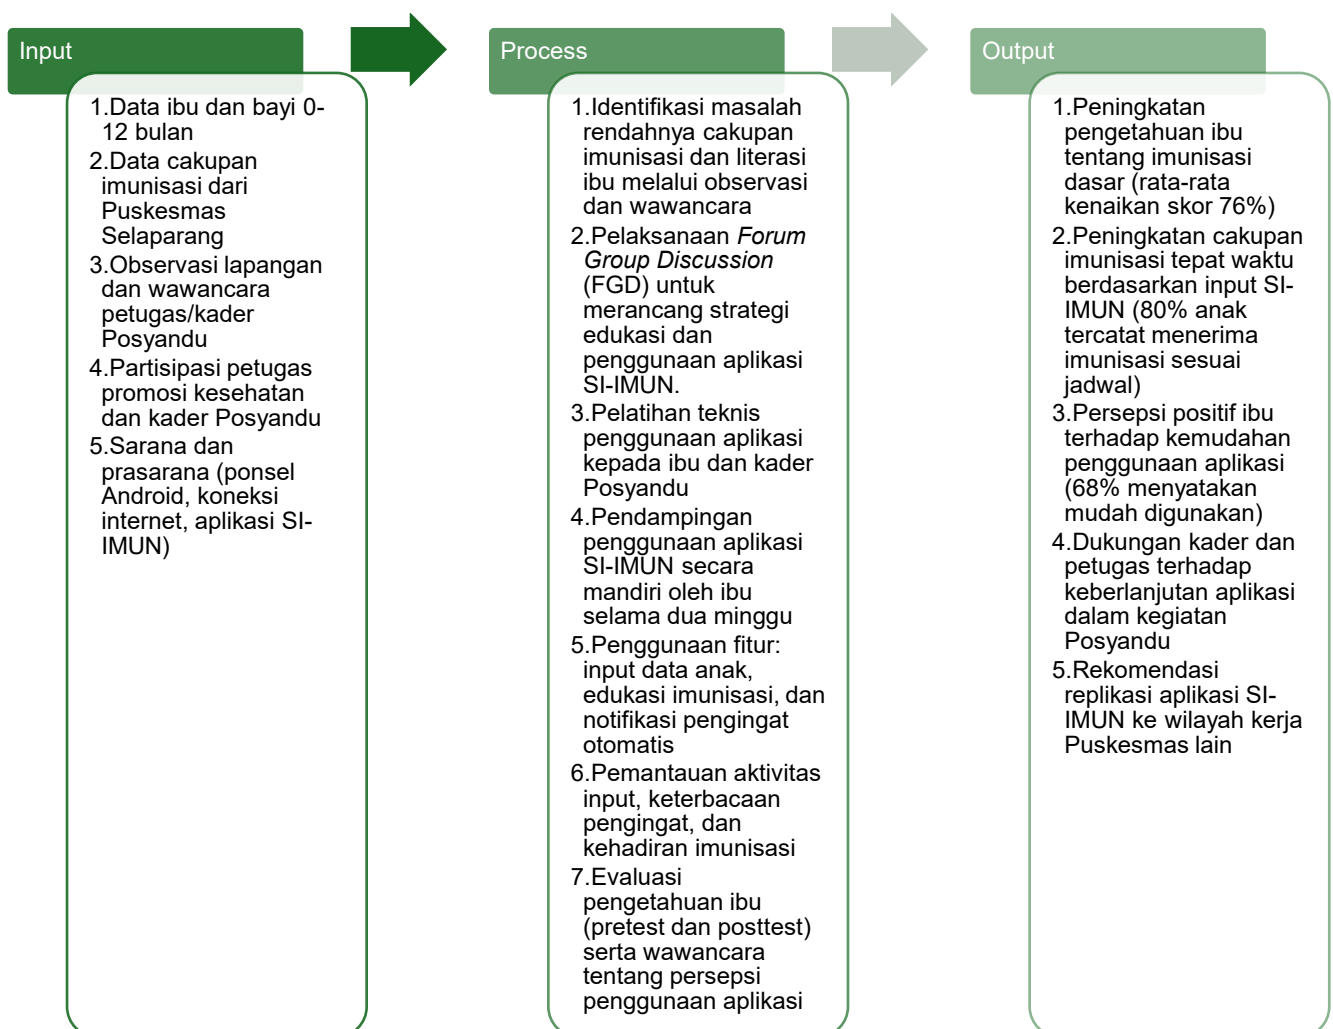 Input
1.Data ibu dan bayi 0-
12 bulan
2.Data cakupan
imunisasi dari
Puskesmas
Selaparang
3.Observasi lapangan
dan wawancara
petugas/kader
Posyandu
4.Partisipasi petugas
promosi kesehatan
dan kader Posyandu
5.Sarana dan
prasarana (ponsel
Android, koneksi
internet, aplikasi SI-
IMUN)
Process
1.Identifikasi masalah
rendahnya cakupan
imunisasi dan literasi
ibu melalui observasi
dan wawancara
2.Pelaksanaan Forum
Group Discussion
(FGD) untuk
merancang strategi
edukasi dan
penggunaan aplikasi
SI-IMUN.
3.Pelatihan teknis
penggunaan aplikasi
kepada ibu dan kader
Posyandu
4.Pendampingan
penggunaan aplikasi
SI-IMUN secara
mandiri oleh ibu
selama dua minggu
5.Penggunaan fitur:
input data anak,
edukasi imunisasi, dan
notifikasi pengingat
otomatis
6.Pemantauan aktivitas
input, keterbacaan
pengingat, dan
kehadiran imunisasi
7.Evaluasi
pengetahuan ibu
(pretest dan posttest)
serta wawancara
tentang persepsi
penggunaan aplikasi
Output
1.Peningkatan
pengetahuan ibu
tentang imunisasi
dasar (rata-rata
kenaikan skor 76%)
2.Peningkatan cakupan
imunisasi tepat waktu
berdasarkan input SI-
IMUN (80% anak
tercatat menerima
imunisasi sesuai
jadwal)
3.Persepsi positif ibu
terhadap kemudahan
penggunaan aplikasi
(68% menyatakan
mudah digunakan)
4.Dukungan kader dan
petugas terhadap
keberlanjutan aplikasi
dalam kegiatan
Posyandu
5.Rekomendasi
replikasi aplikasi SI-
IMUN ke wilayah kerja
Puskesmas lain